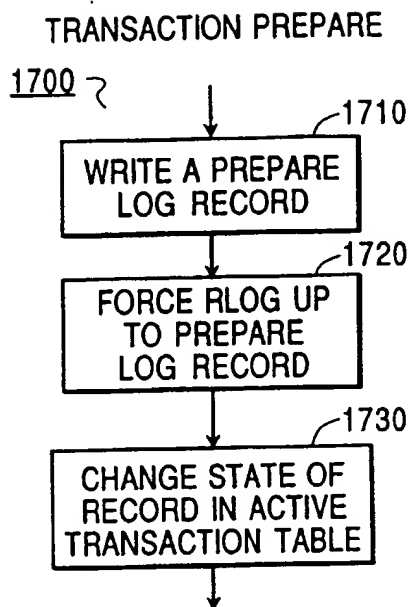 TRANSACTION PREPARE
1700
1710
WRITE A PREPARE
LOG RECORD
1720
FORCE RLOG UP
TO PREPARE
LOG RECORD
1730
CHANGE STATE OF
RECORD IN ACTIVE
TRANSACTION TABLE